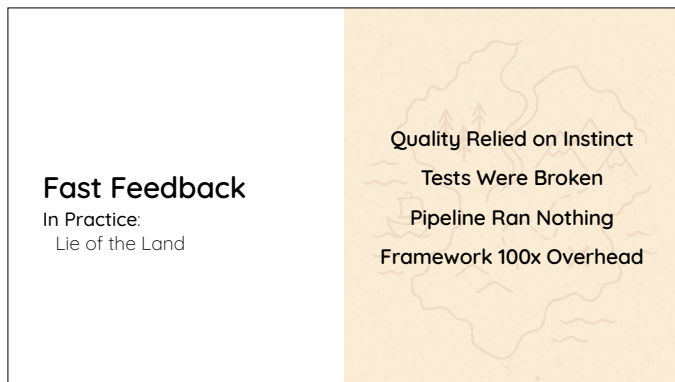 Fast Feedback
In Practice:
Lie of the Land
Quality Relied on Instinct
Tests Were Broken
Pipeline Ran Nothing
Framework 100x Overhead